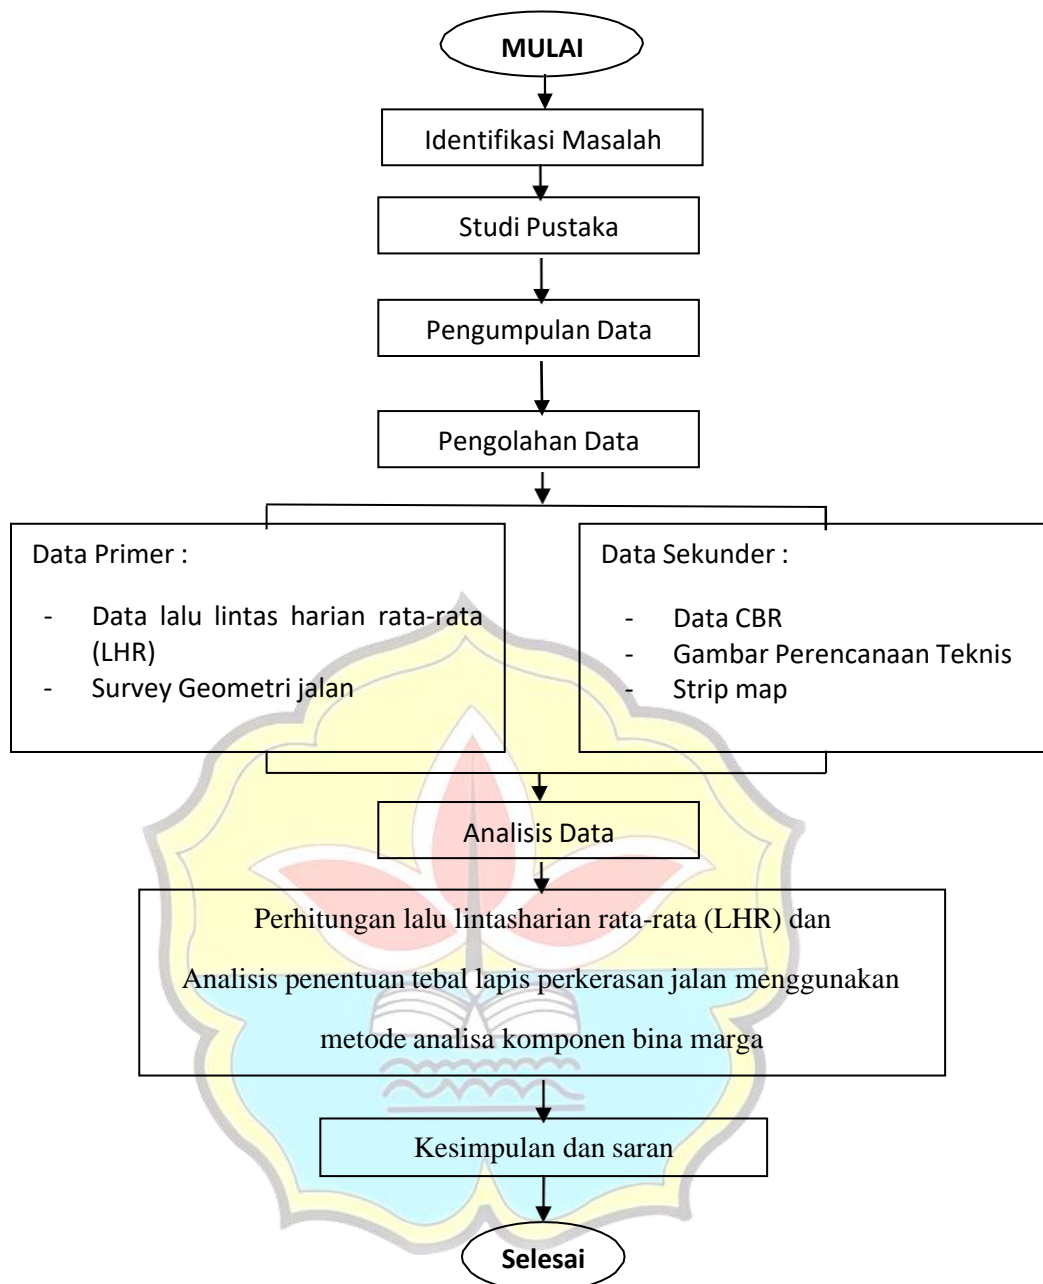 MULAI
Identifikasi Masalah
Studi Pustaka
Pengumpulan Data
Pengolahan Data
Data Primer :
- Data lalu lintas harian rata-rata
(LHR)
- Survey Geometri jalan
Data Sekunder :
- Data CBR
- Gambar Perencanaan Teknis
- Strip map
Analisis Data
Perhitungan lalu lintasharian rata-rata (LHR) dan
Analisis penentuan tebal lapis perkerasan jalan menggunakan
metode analisa komponen bina marga
Kesimpulan dan saran
Selesai